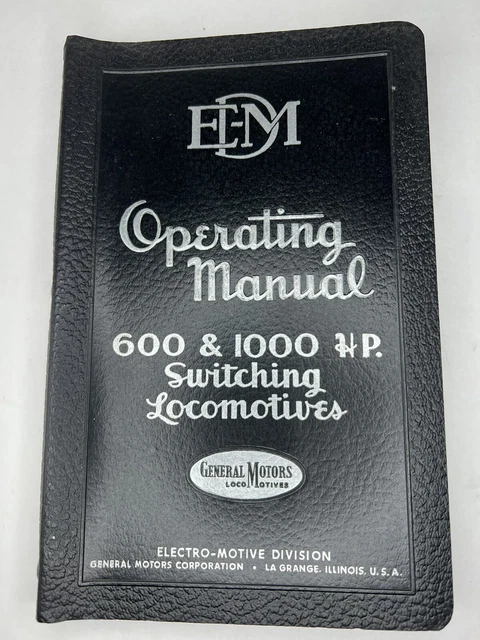 EMD
Operating
Manual
600 & 1000 H.P.
Switching
Locomotives
GENERAL MOTORS
LOCOMOTIVES
ELECTRO-MOTIVE DIVISION
GENERAL MOTORS CORPORATION • LA GRANGE, ILLINOIS, U.S.A.